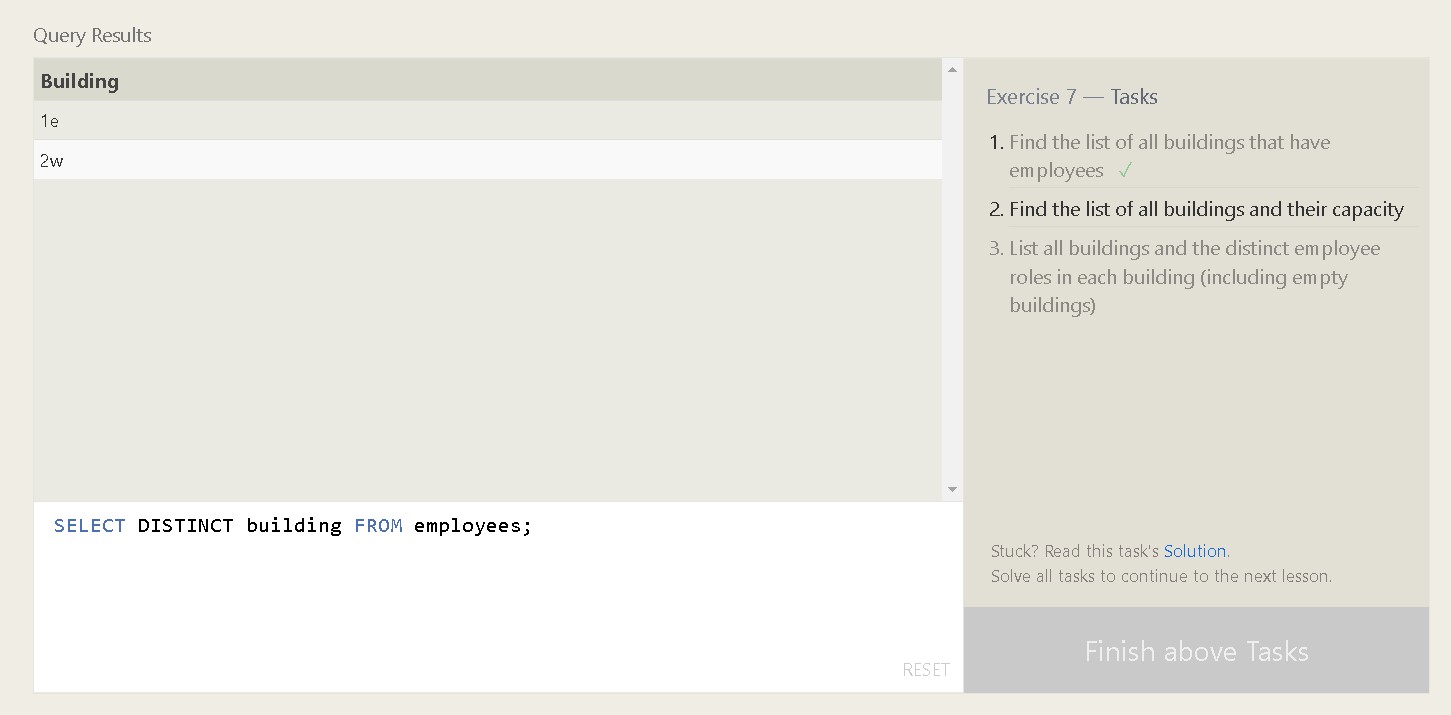 Query Results
Building
1e
2w
SELECT DISTINCT building FROM employees;
RESET
Exercise 7 — Tasks
1. Find the list of all buildings that have
employees ✓
2. Find the list of all buildings and their capacity
3. List all buildings and the distinct employee
roles in each building (including empty
buildings)
Stuck? Read this task's Solution.
Solve all tasks to continue to the next lesson.
Finish above Tasks